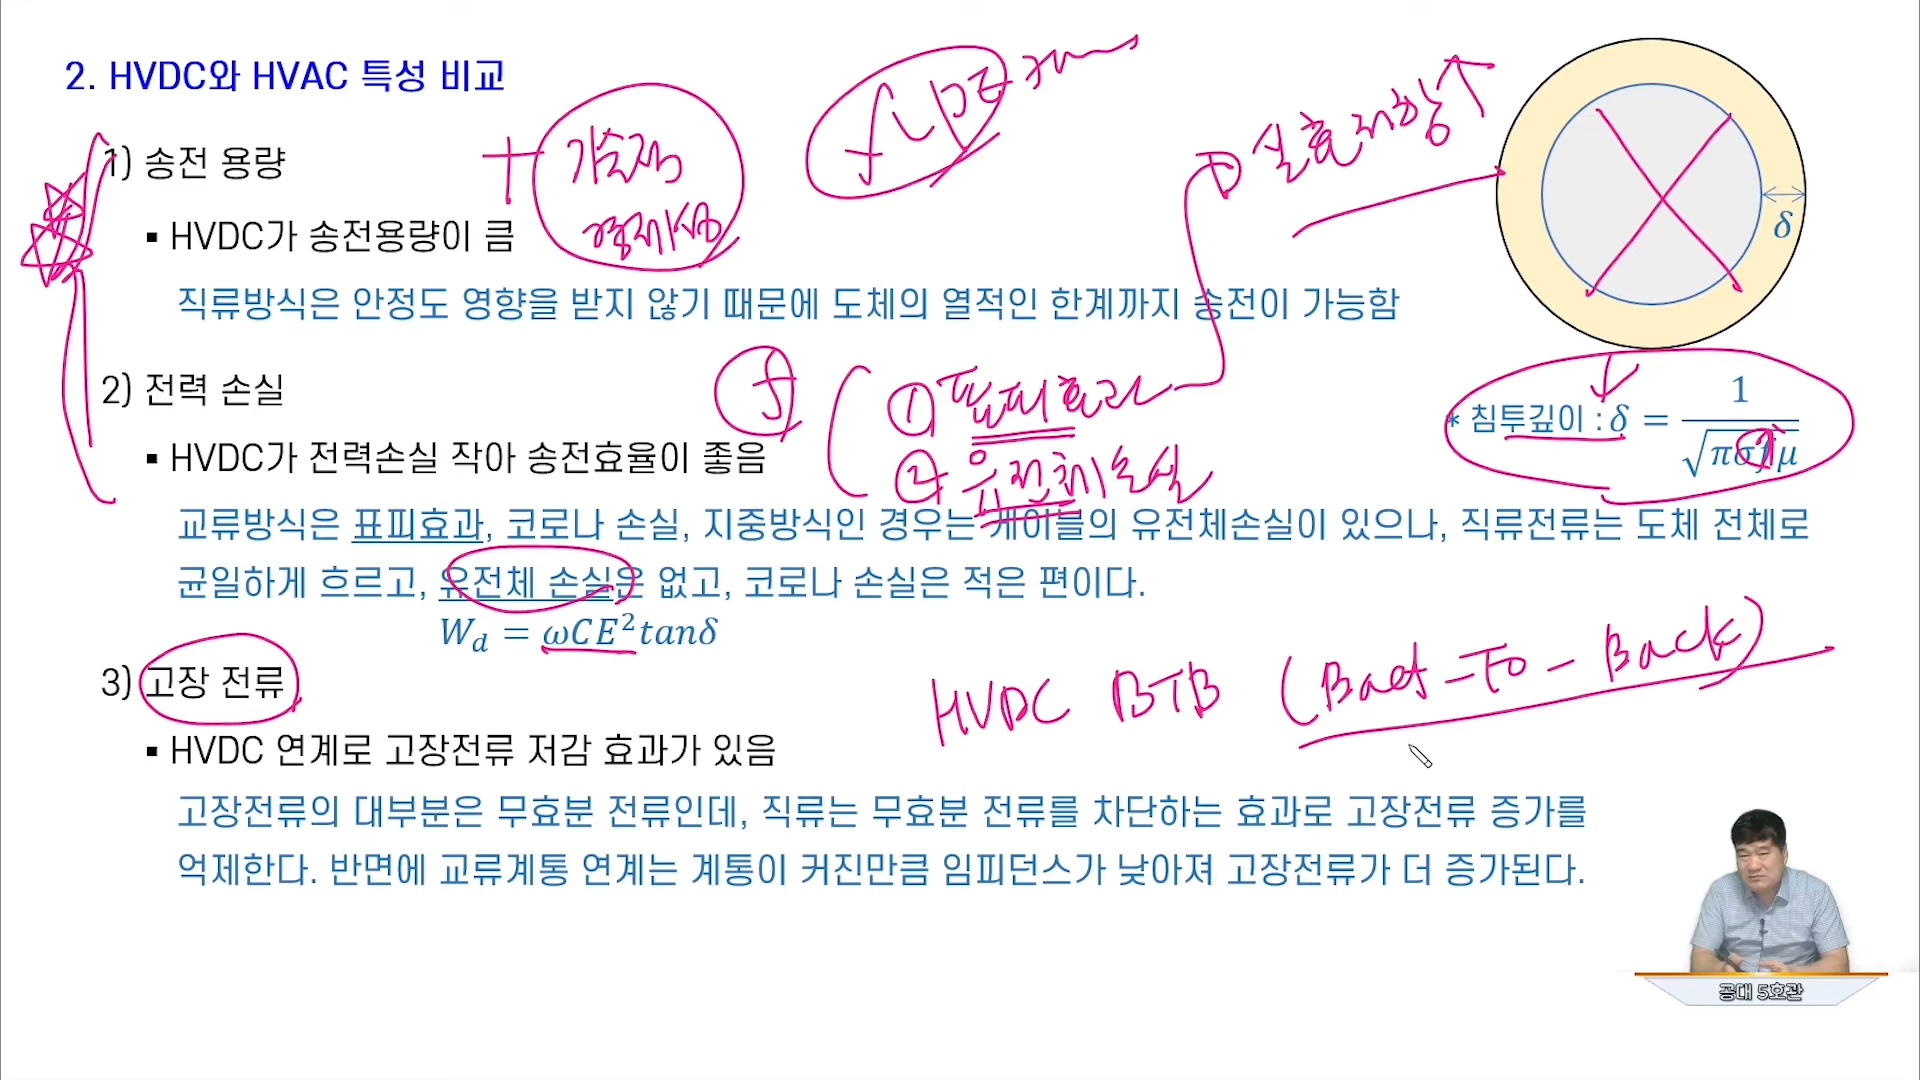 2. HVDC와 HVAC 특성 비교
1) 송전 용량
+ 기술적
경제성
실효저항↑
▪ HVDC가 송전용량이 큼
직류방식은 안정도 영향을 받지 않기 때문에 도체의 열적인 한계까지 송전이 가능함
δ
2) 전력 손실
f
① 표피효과
② 유전체손실
* 침투깊이 : δ = 1 / √πσfμ
▪ HVDC가 전력손실 작아 송전효율이 좋음
교류방식은 표피효과, 코로나 손실, 지중방식인 경우는 케이블의 유전체손실이 있으나, 직류전류는 도체 전체로
균일하게 흐르고, 유전체 손실은 없고, 코로나 손실은 적은 편이다.
W_d = ωCE²tanδ
3) 고장 전류
HVDC BTB (Back-To-Back)
▪ HVDC 연계로 고장전류 저감 효과가 있음
고장전류의 대부분은 무효분 전류인데, 직류는 무효분 전류를 차단하는 효과로 고장전류 증가를
억제한다. 반면에 교류계통 연계는 계통이 커진만큼 임피던스가 낮아져 고장전류가 더 증가된다.
공대 5호관